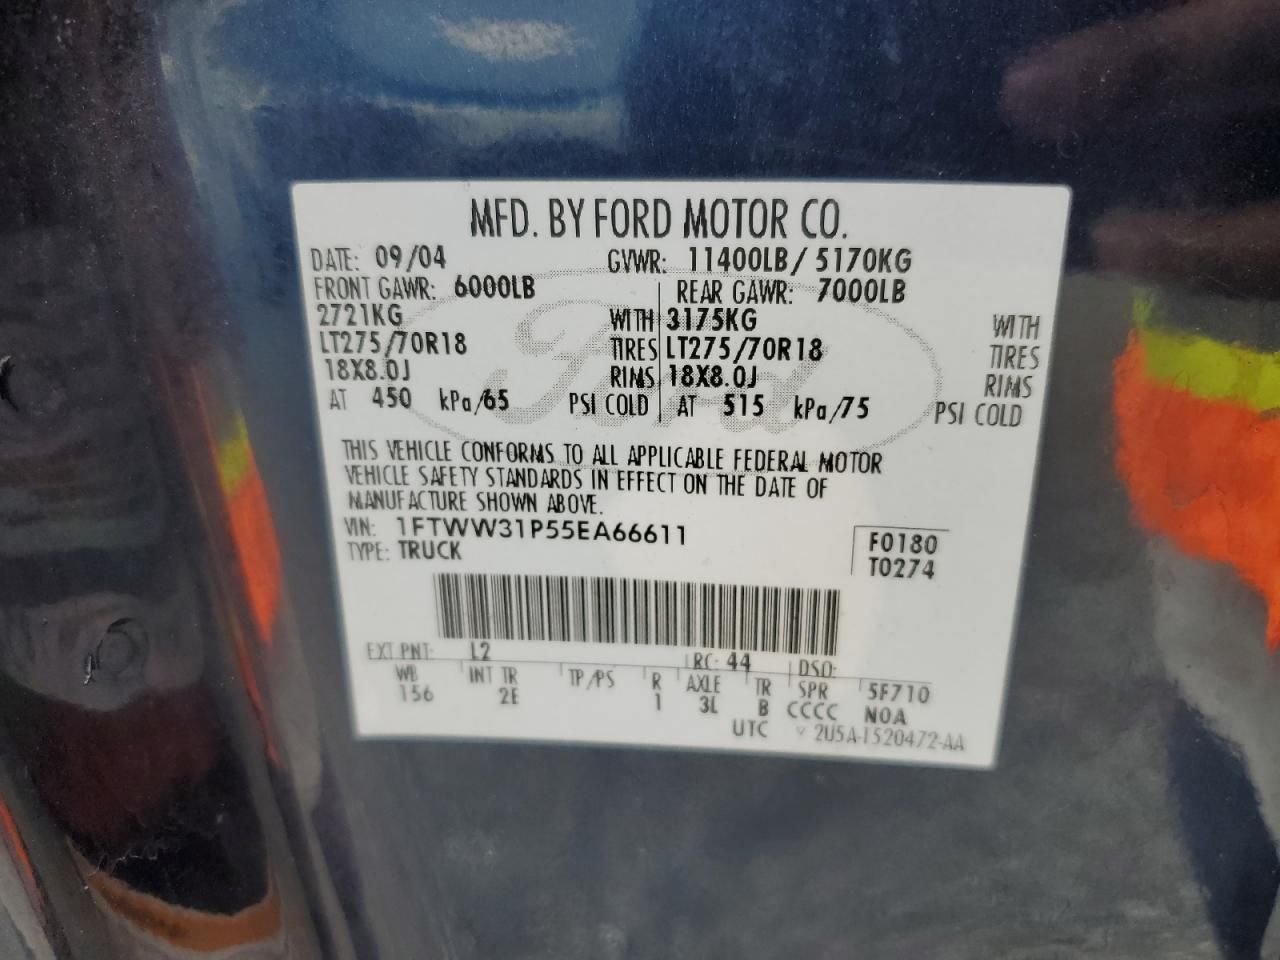 MFD. BY FORD MOTOR CO.
DATE: 09/04 GVWR: 11400LB/ 5170KG
FRONT GAWR: 6000LB REAR GAWR: 7000LB
2721KG WITH 3175KG WITH
LT275/70R18 TIRES LT275/70R18 TIRES
18X8.0J RIMS 18X8.0J RIMS
AT 450 kPa/65 PSI COLD AT 515 kPa/75 PSI COLD
Ford
THIS VEHICLE CONFORMS TO ALL APPLICABLE FEDERAL MOTOR
VEHICLE SAFETY STANDARDS IN EFFECT ON THE DATE OF
MANUFACTURE SHOWN ABOVE.
VIN: 1FTWW31P55EA66611 F0180
TYPE: TRUCK T0274
EXT PNT: L2 RC: 44 DSO:
WB INT TR TP/PS R AXLE TR SPR 5F710
156 2E 1 3L B CCCC N0A
UTC ▽ 2U5A-1520472-AA